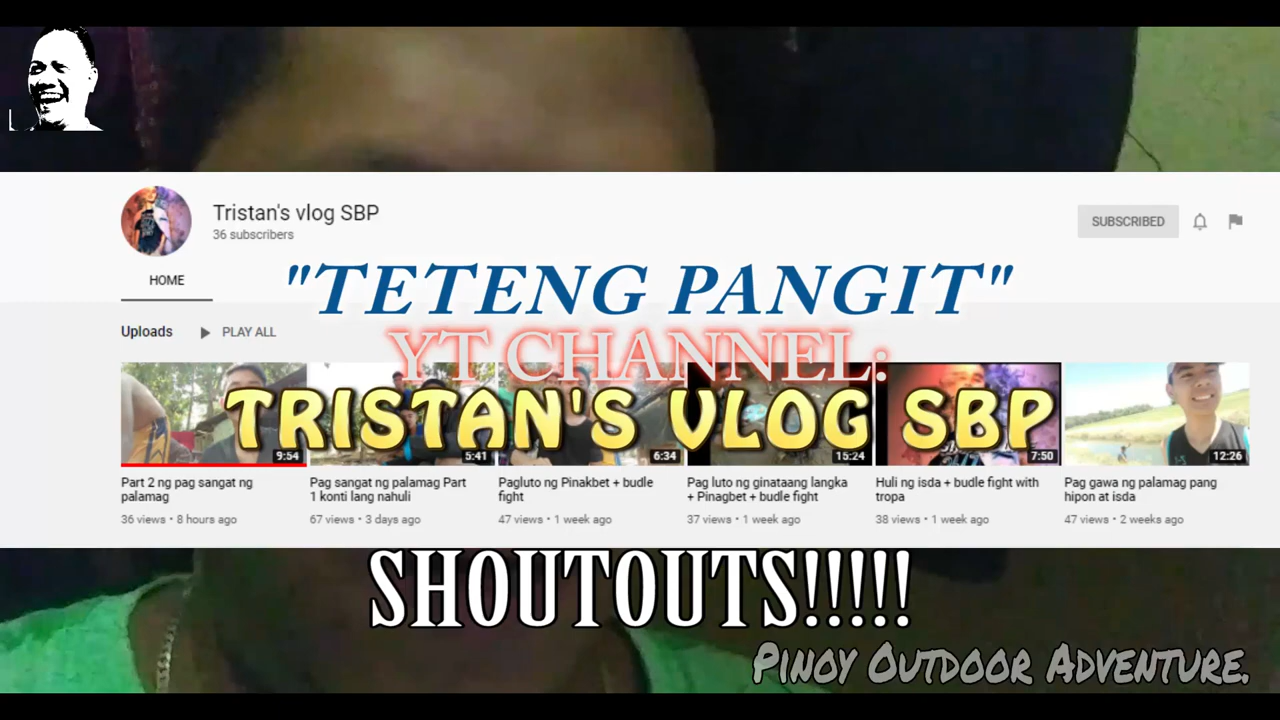 Tristan's vlog SBP
36 subscribers
SUBSCRIBED
HOME
"TETENG PANGIT"
Uploads
PLAY ALL
YT CHANNEL:
TRISTAN'S VLOG SBP
9:54
5:41
6:34
15:24
7:50
12:26
Part 2 ng pag sangat ng
palamag
36 views • 8 hours ago
Pag sangat ng palamag Part
1 konti lang nahuli
67 views • 3 days ago
Pagluto ng Pinakbet + budle
fight
47 views • 1 week ago
Pag luto ng ginataang langka
+ Pinagbet + budle fight
37 views • 1 week ago
Huli ng isda + budle fight with
tropa
38 views • 1 week ago
Pag gawa ng palamag pang
hipon at isda
47 views • 2 weeks ago
SHOUTOUTS!!!!!
PINOY OUTDOOR ADVENTURE.